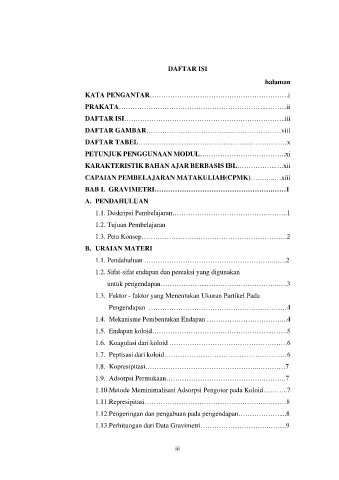 DAFTAR ISI
halaman
KATA PENGANTAR.................................................................i
PRAKATA...............................................................................ii
DAFTAR ISI............................................................................iii
DAFTAR GAMBAR................................................................viii
DAFTAR TABEL......................................................................x
PETUNJUK PENGGUNAAN MODUL........................................xi
KARAKTERISTIK BAHAN AJAR BERBASIS IBL.....................xii
CAPAIAN PEMBELAJARAN MATAKULIAH(CPMK)...............xiii
BAB I. GRAVIMETRI..............................................................1
A. PENDAHULUAN
1.1. Deskripsi Pembelajaran......................................................1
1.2. Tujuan Pembelajaran
1.3. Peta Konsep.....................................................................2
B. URAIAN MATERI
1.1. Pendahuluan ...................................................................2
1.2. Sifat-sifat endapan dan pereaksi yang digunakan
untuk pengendapan............................................................3
1.3. Faktor - faktor yang Menentukan Ukuran Partikel Pada
Pengendapan ..................................................................4
1.4. Mekanisme Pembentukan Endapan ......................................4
1.5. Endapan koloid................................................................5
1.6. Koagulasi dari koloid ........................................................6
1.7. Peptisasi dari koloid..........................................................6
1.8. Kopresipitasi...................................................................7
1.9. Adsorpsi Permukaan.........................................................7
1.10.Metode Meminimalisasi Adsorpsi Pengotor pada Koloid...........7
1.11.Represipitasi..................................................................8
1.12.Pengeringan dan pengabuan pada pengendapan......................8
1.13.Perhitungan dari Data Gravimetri........................................9
iii